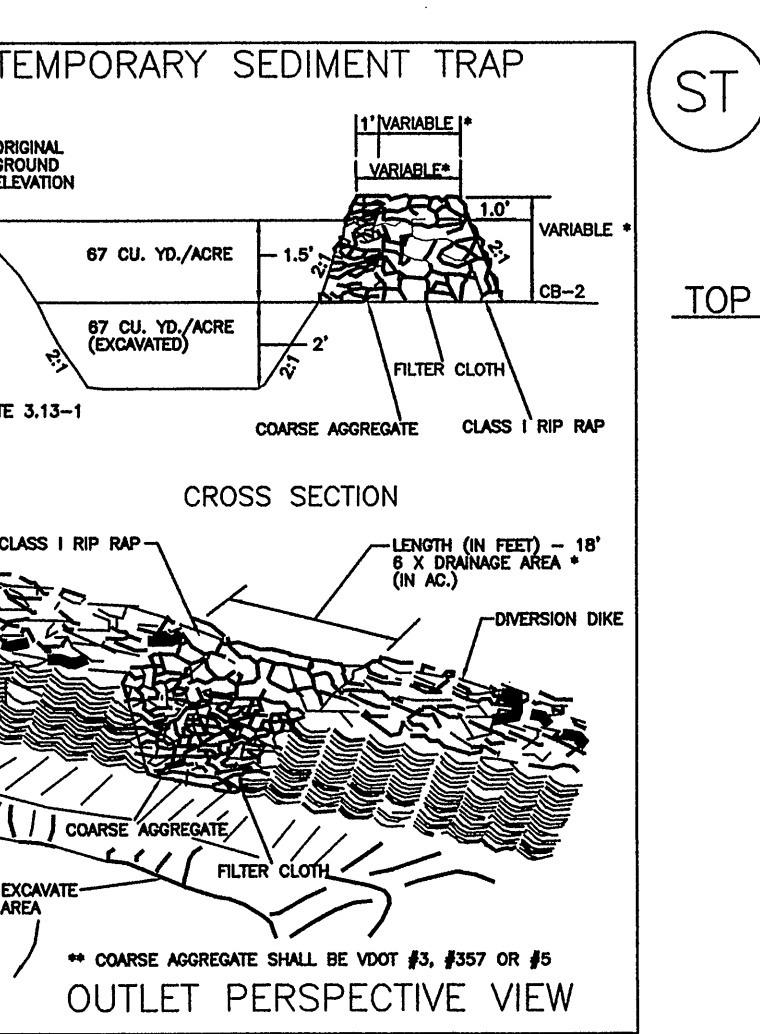 TEMPORARY SEDIMENT TRAP
ST
1' VARIABLE *
ORIGINAL
GROUND
ELEVATION
VARIABLE*
1.0'
VARIABLE *
67 CU. YD./ACRE
1.5'
2:1
2:1
CB-2
TOP
67 CU. YD./ACRE
(EXCAVATED)
2'
2:1
2:1
FILTER CLOTH
TE 3.13-1
COARSE AGGREGATE
CLASS I RIP RAP
CROSS SECTION
CLASS I RIP RAP
LENGTH (IN FEET) - 18'
6 X DRAINAGE AREA *
(IN AC.)
DIVERSION DIKE
COARSE AGGREGATE
FILTER CLOTH
EXCAVATE
AREA
** COARSE AGGREGATE SHALL BE VDOT #3, #357 OR #5
OUTLET PERSPECTIVE VIEW